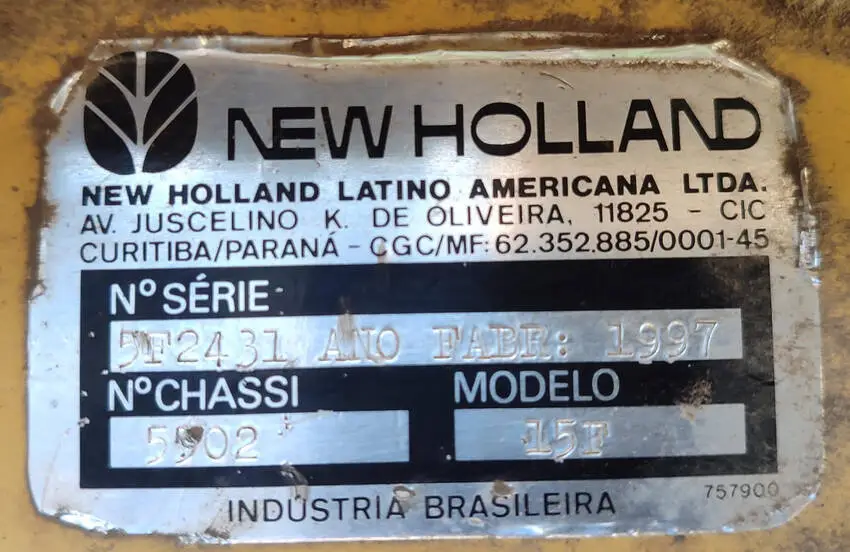 NEW HOLLAND
NEW HOLLAND LATINO AMERICANA LTDA.
AV. JUSCELINO K. DE OLIVEIRA, 11825 - CIC
CURITIBA/PARANÁ - CGC/MF: 62.352.885/0001-45
Nº SÉRIE
5F2431 ANO FABR: 1997
Nº CHASSI MODELO
5902 15F
INDÚSTRIA BRASILEIRA 757900